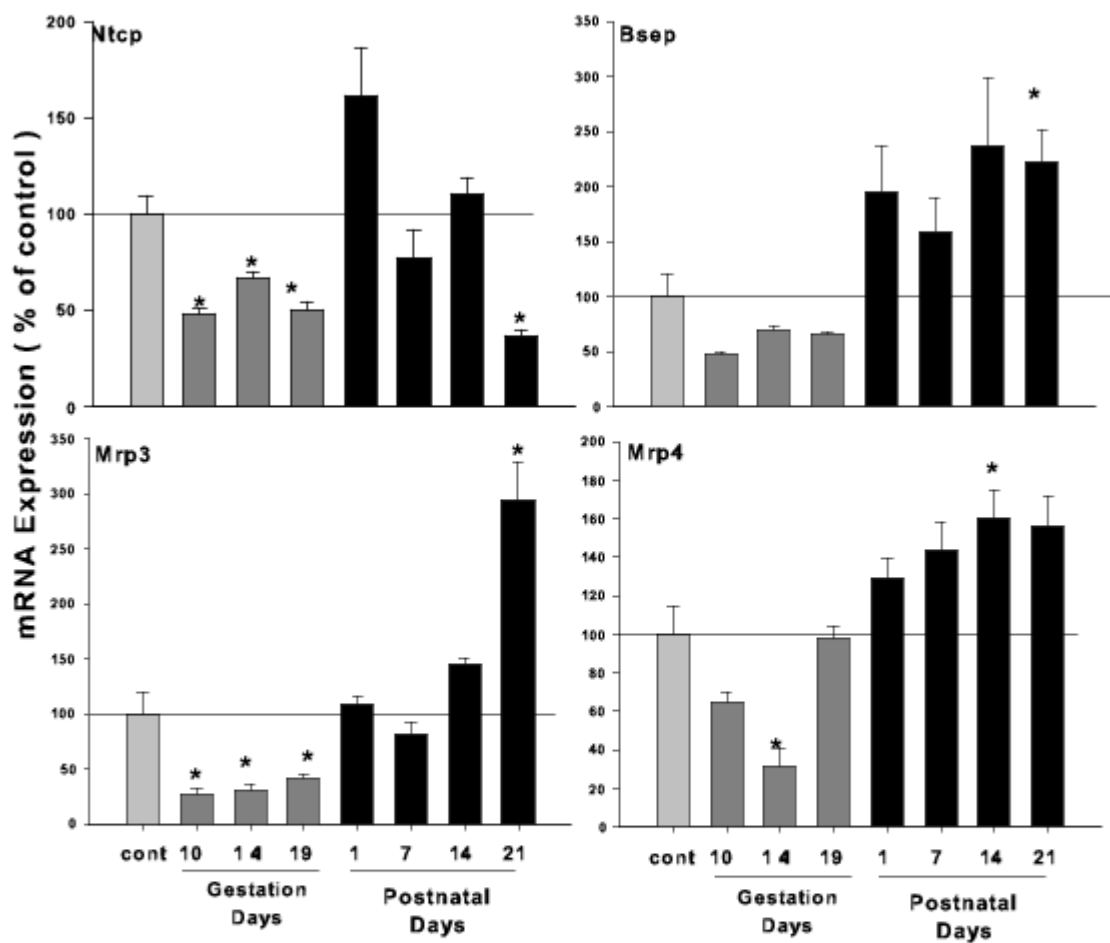 mRNA Expression ( % of control )
Ntcp
200
150
100
50
0
* * * *
Bsep
350
300
250
200
150
100
50
0
*
Mrp3
350
300
250
200
150
100
50
0
* * * *
cont 10 14 19 1 7 14 21
Gestation
Days
Postnatal
Days
Mrp4
200
180
160
140
120
100
80
60
40
20
0
* *
cont 10 14 19 1 7 14 21
Gestation
Days
Postnatal
Days